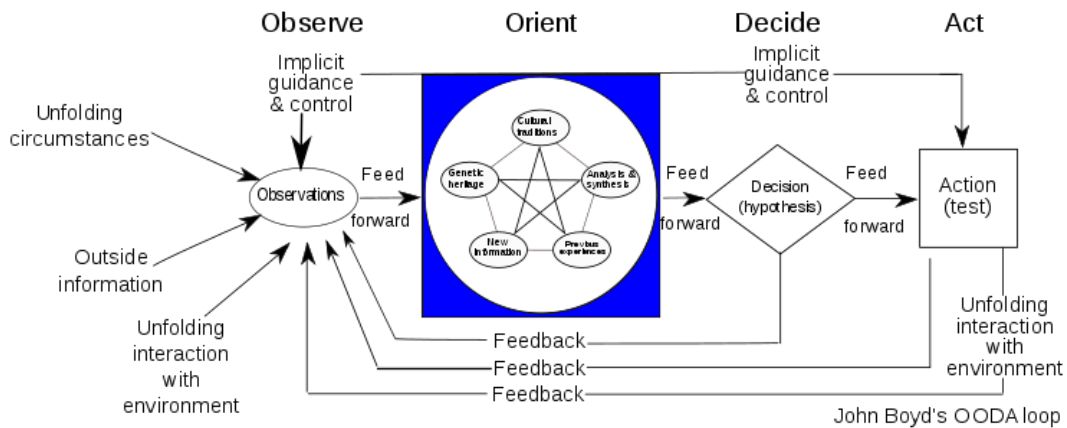 Observe
Orient
Decide
Act
Implicit
guidance
& control
Implicit
guidance
& control
Unfolding
circumstances
Observations
Outside
information
Unfolding
interaction
with
environment
Feed
forward
Cultural
traditions
Genetic
heritage
Analysis &
synthesis
New
Information
Previous
experiences
Feed
forward
Decision
(hypothesis)
Feed
forward
Action
(test)
Unfolding
interaction
with
environment
Feedback
Feedback
Feedback
John Boyd's OODA loop